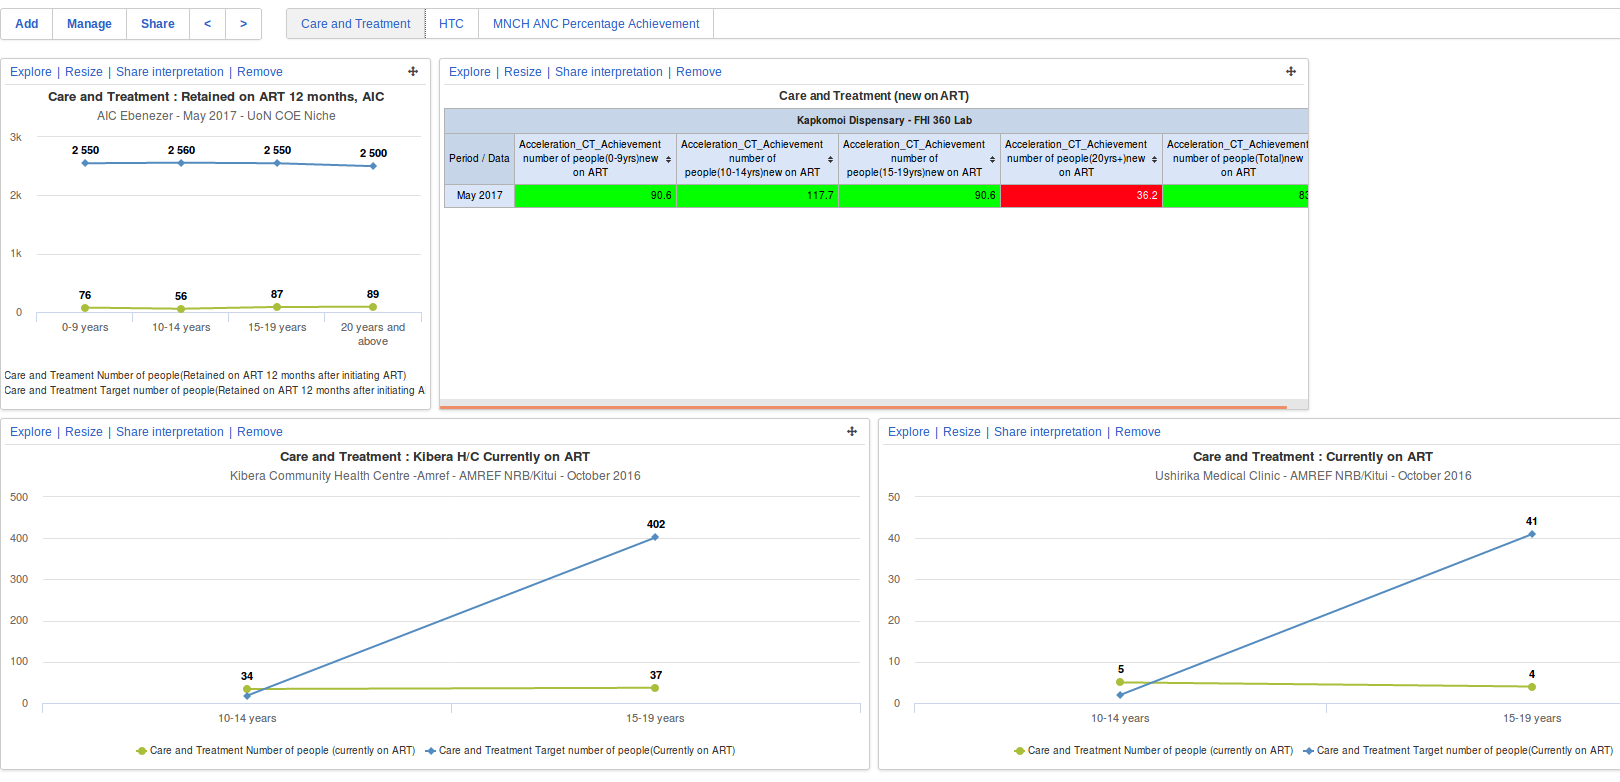 Add Manage Share < > Care and Treatment HTC MNCH ANC Percentage Achievement
Explore | Resize | Share interpretation | Remove
Care and Treatment : Retained on ART 12 months, AIC
AIC Ebenezer - May 2017 - UoN COE Niche
3k
2 550 2 560 2 550 2 500
2k
1k
76 56 87 89
0
0-9 years 10-14 years 15-19 years 20 years and
above
Care and Treament Number of people(Retained on ART 12 months after initiating ART)
Care and Treatment Target number of people(Retained on ART 12 months after initiating A
Explore | Resize | Share interpretation | Remove
Care and Treatment (new on ART)
Kapkomoi Dispensary - FHI 360 Lab
Period / Data
Acceleration_CT_Achievement
number of people(0-9yrs)new
on ART
Acceleration_CT_Achievement
number of
people(10-14yrs)new on ART
Acceleration_CT_Achievement
number of
people(15-19yrs)new on ART
Acceleration_CT_Achievement
number of people(20yrs+)new
on ART
Acceleration_CT_Achievement
number of people(Total)new
on ART
May 2017 90.6 117.7 90.6 36.2 83
Explore | Resize | Share interpretation | Remove
Care and Treatment : Kibera H/C Currently on ART
Kibera Community Health Centre -Amref - AMREF NRB/Kitui - October 2016
500
402
400
300
200
100
34 37
0
10-14 years 15-19 years
Care and Treatment Number of people (currently on ART) Care and Treatment Target number of people(Currently on ART)
Explore | Resize | Share interpretation | Remove
Care and Treatment : Currently on ART
Ushirika Medical Clinic - AMREF NRB/Kitui - October 2016
50
41
40
30
20
10
5 4
0
10-14 years 15-19 years
Care and Treatment Number of people (currently on ART) Care and Treatment Target number of people(Currently on ART)